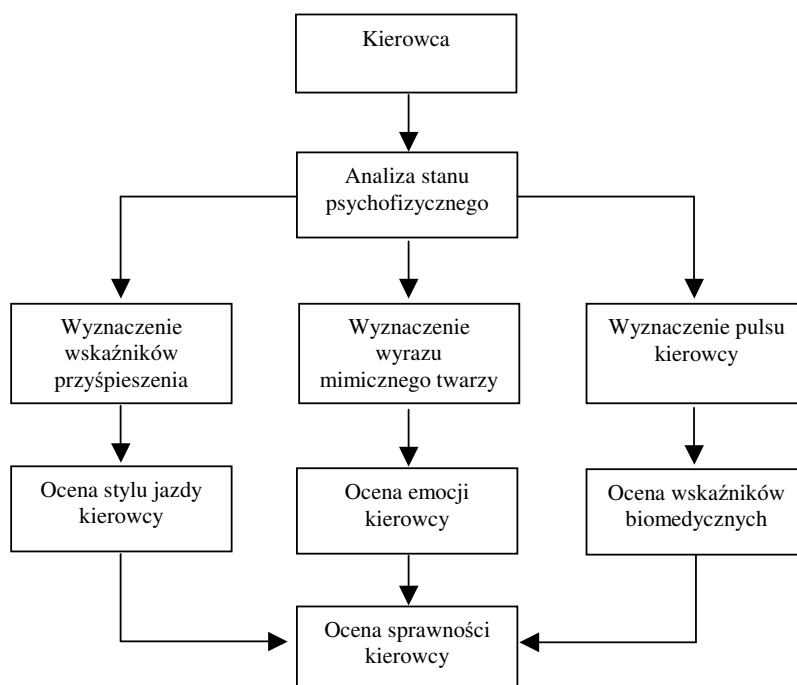 Kierowca
Analiza stanu
psychofizycznego
Wyznaczenie
wskaźników
przyśpieszenia
Wyznaczenie
wyrazu
mimicznego twarzy
Wyznaczenie pulsu
kierowcy
Ocena stylu jazdy
kierowcy
Ocena emocji
kierowcy
Ocena wskaźników
biomedycznych
Ocena sprawności
kierowcy